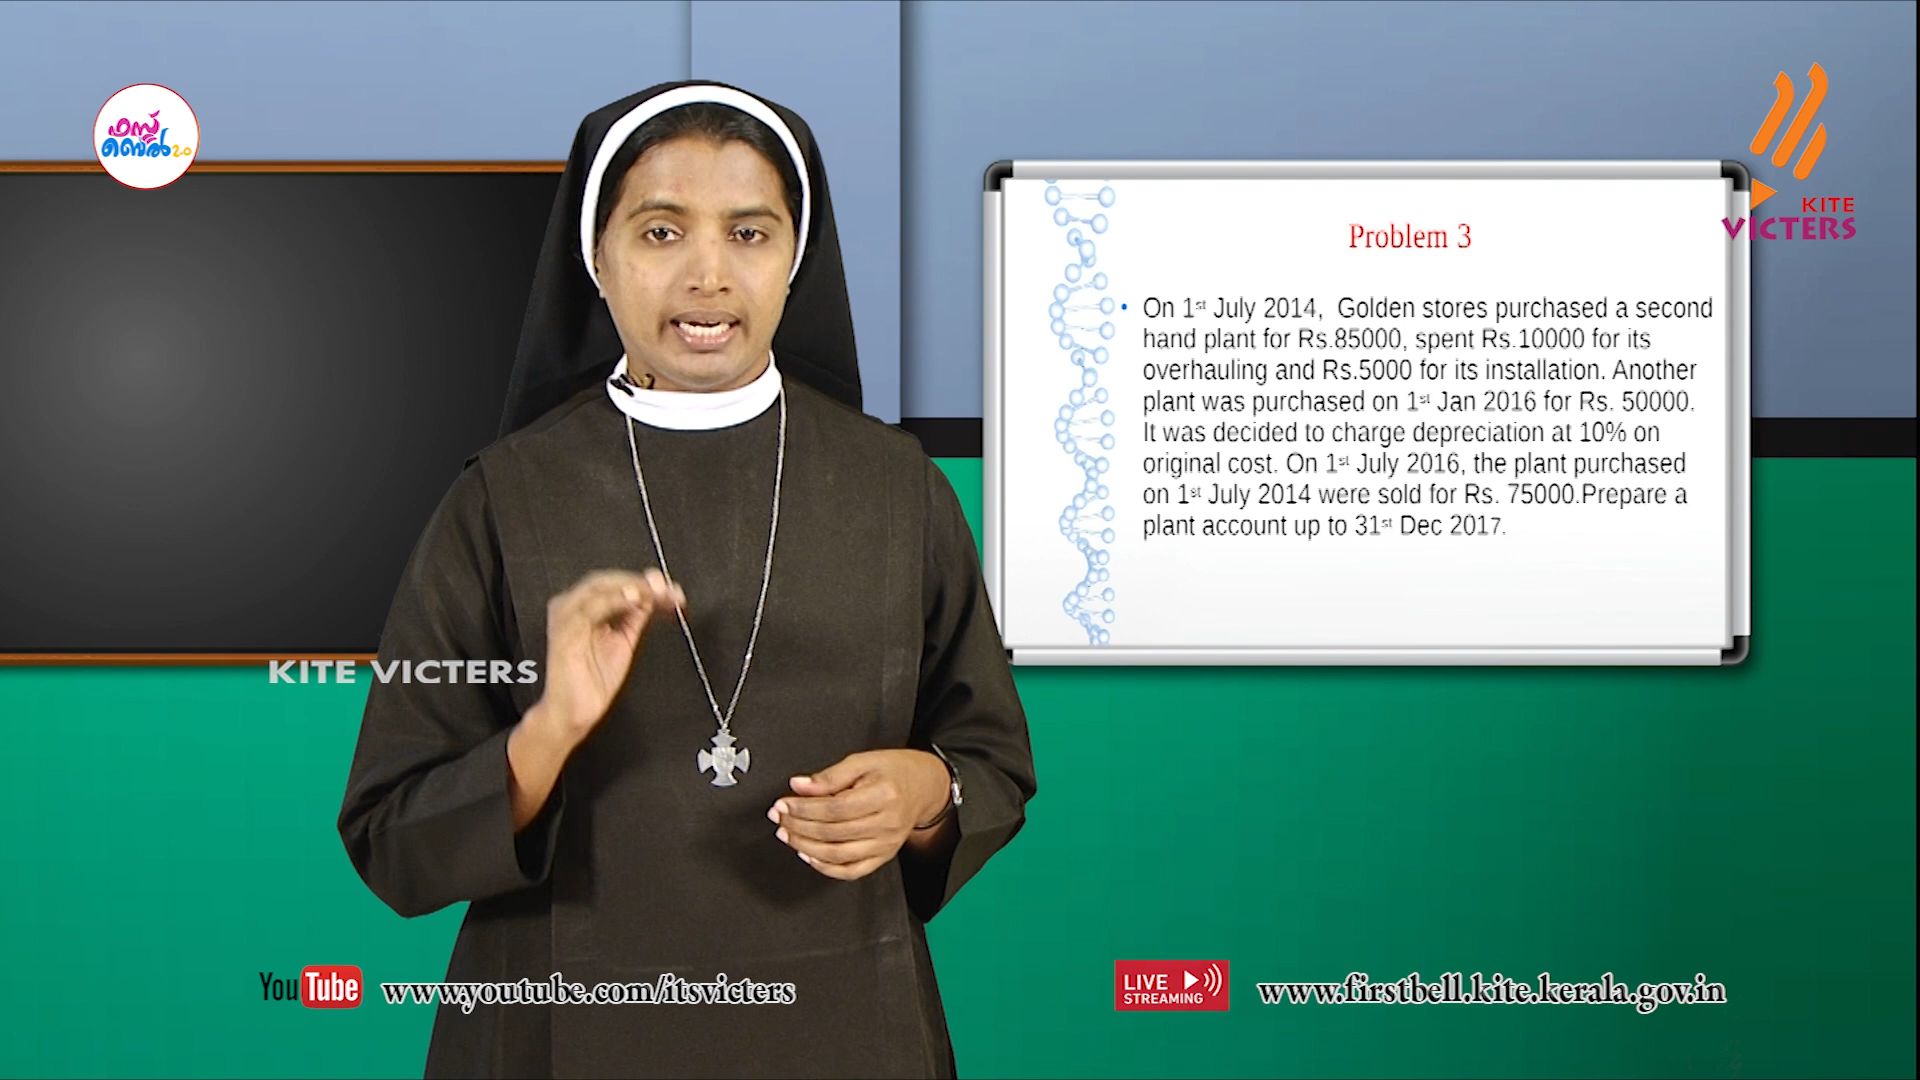 ഫസ്റ്റ്
ബെൽ 2.0
KITE
VICTERS
Problem 3
• On 1st July 2014, Golden stores purchased a second
hand plant for Rs.85000, spent Rs.10000 for its
overhauling and Rs.5000 for its installation. Another
plant was purchased on 1st Jan 2016 for Rs. 50000.
It was decided to charge depreciation at 10% on
original cost. On 1st July 2016, the plant purchased
on 1st July 2014 were sold for Rs. 75000.Prepare a
plant account up to 31st Dec 2017.
KITE VICTERS
YouTube www.youtube.com/itsvicters
LIVE
STREAMING
www.firstbell.kite.kerala.gov.in